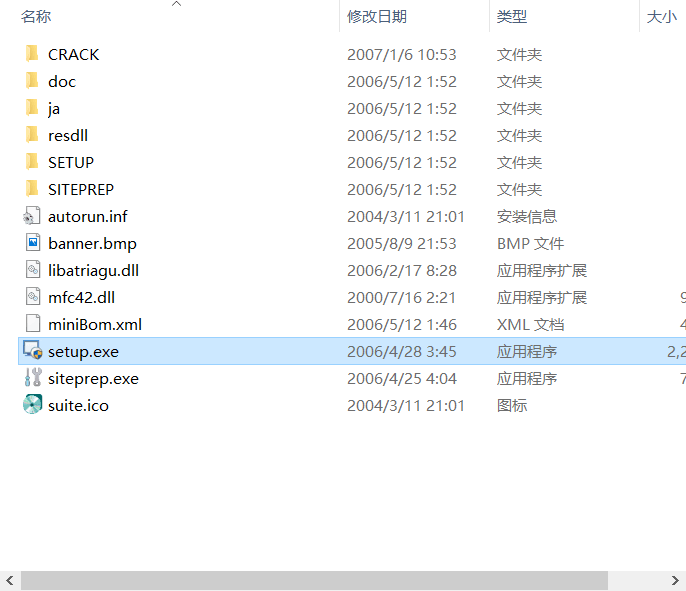 名称 修改日期 类型 大小
CRACK 2007/1/6 10:53 文件夹
doc 2006/5/12 1:52 文件夹
ja 2006/5/12 1:52 文件夹
resdll 2006/5/12 1:52 文件夹
SETUP 2006/5/12 1:52 文件夹
SITEPREP 2006/5/12 1:52 文件夹
autorun.inf 2004/3/11 21:01 安装信息
banner.bmp 2005/8/9 21:53 BMP 文件
libatriagu.dll 2006/2/17 8:28 应用程序扩展
mfc42.dll 2000/7/16 2:21 应用程序扩展 9
miniBom.xml 2006/5/12 1:46 XML 文档 4
setup.exe 2006/4/28 3:45 应用程序 2,2
siteprep.exe 2006/4/25 4:04 应用程序 7
suite.ico 2004/3/11 21:01 图标